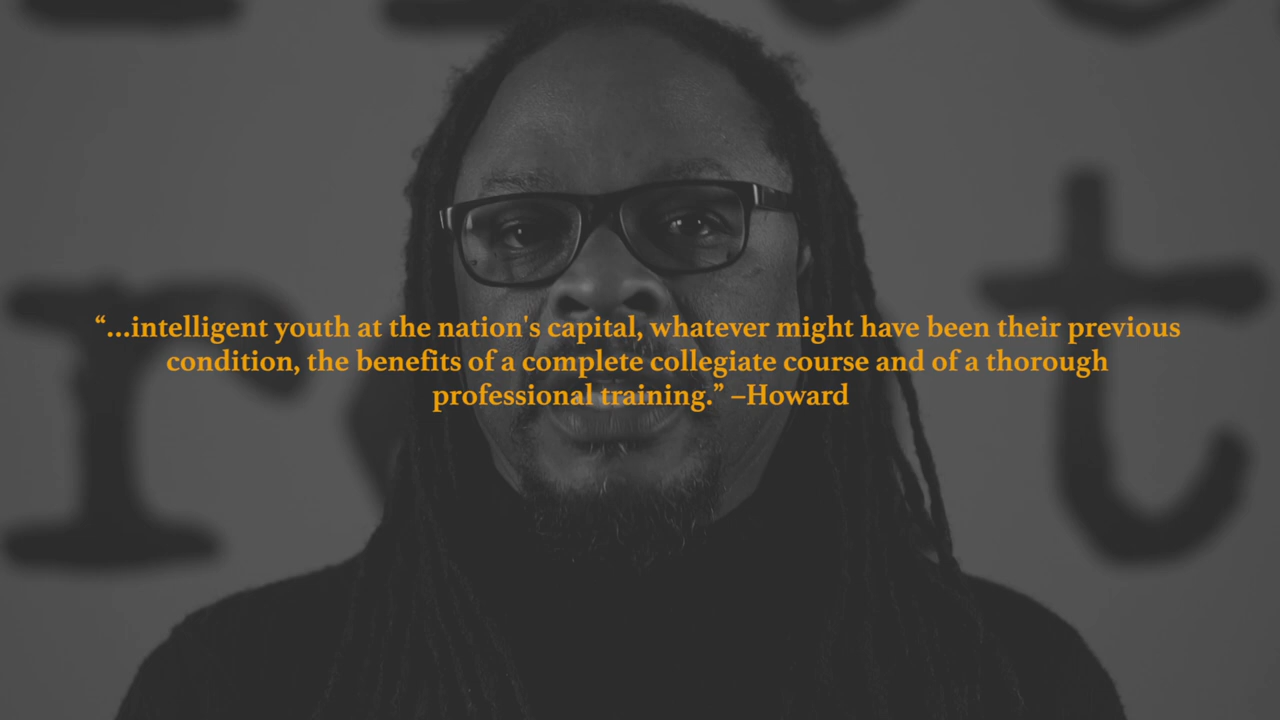 “...intelligent youth at the nation's capital, whatever might have been their previous
condition, the benefits of a complete collegiate course and of a thorough
professional training.” –Howard
r
t